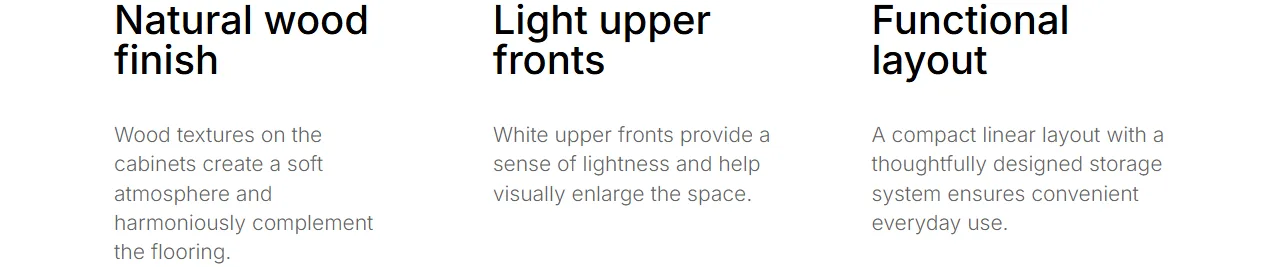 Natural wood
finish
Wood textures on the
cabinets create a soft
atmosphere and
harmoniously complement
the flooring.
Light upper
fronts
White upper fronts provide a
sense of lightness and help
visually enlarge the space.
Functional
layout
A compact linear layout with a
thoughtfully designed storage
system ensures convenient
everyday use.